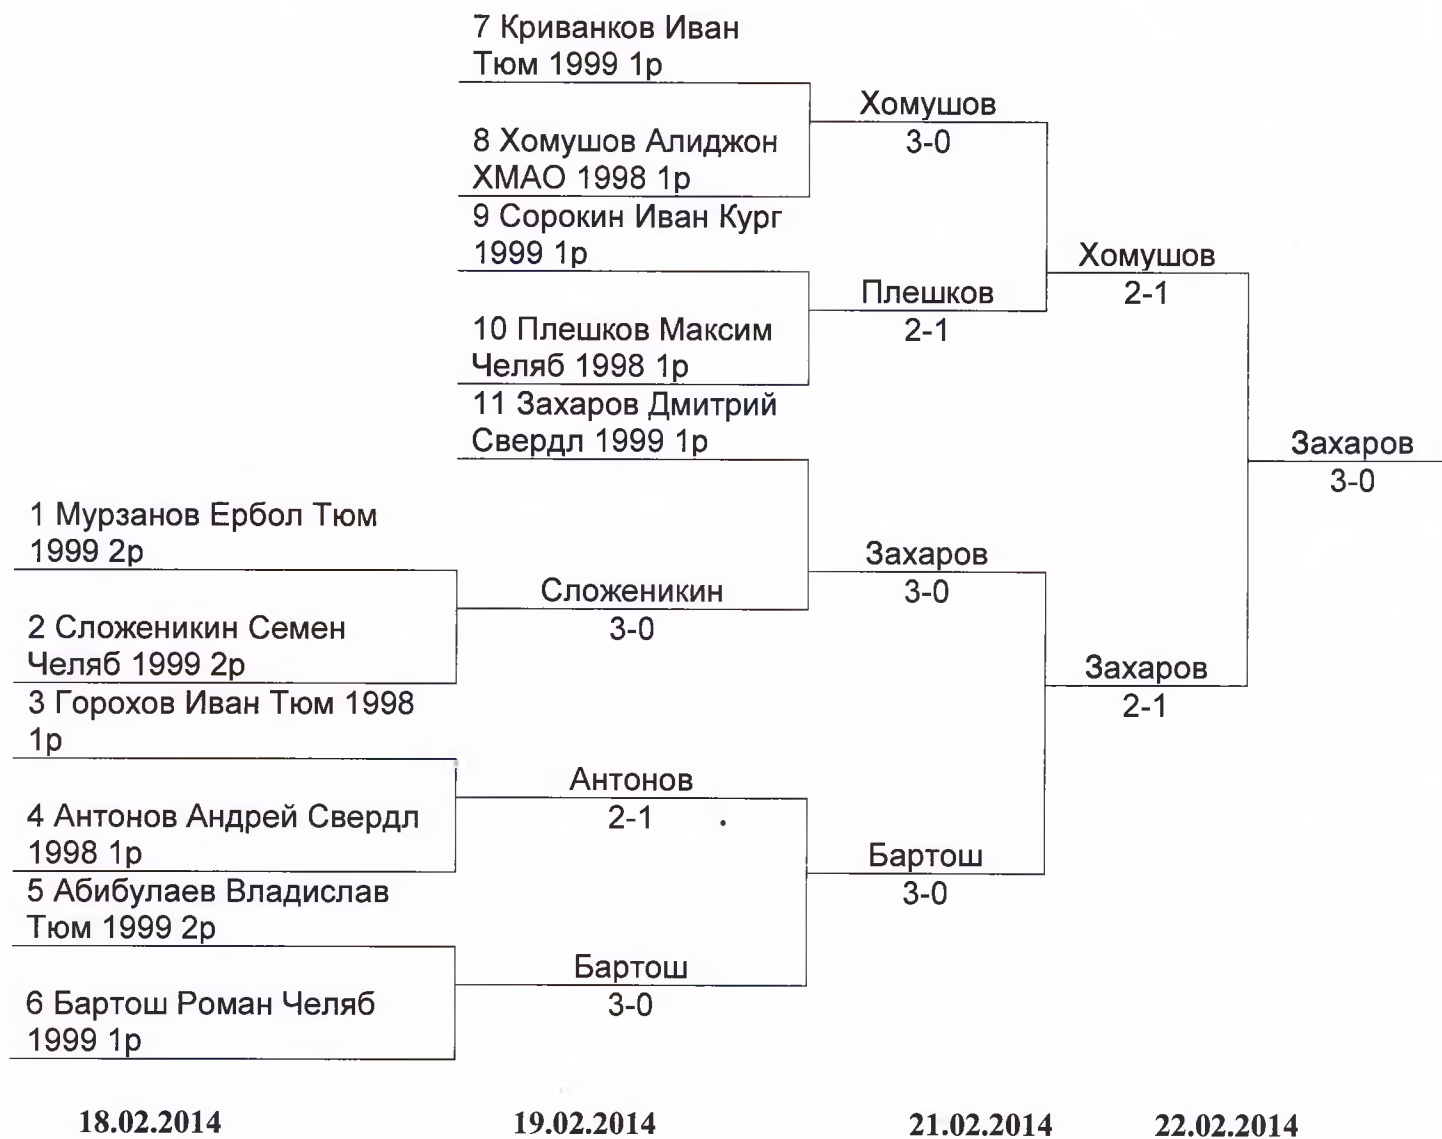 7 Криванков Иван
Тюм 1999 1р
Хомушов
3-0
8 Хомушов Алиджон
ХМАО 1998 1р
9 Сорокин Иван Кург
1999 1р
Хомушов
2-1
Плешков
2-1
10 Плешков Максим
Челяб 1998 1р
11 Захаров Дмитрий
Свердл 1999 1р
Захаров
3-0
1 Мурзанов Ербол Тюм
1999 2р
Захаров
3-0
Сложеникин
3-0
2 Сложеникин Семен
Челяб 1999 2р
Захаров
2-1
3 Горохов Иван Тюм 1998
1р
Антонов
2-1
4 Антонов Андрей Свердл
1998 1р
Бартош
3-0
5 Абибулаев Владислав
Тюм 1999 2р
Бартош
3-0
6 Бартош Роман Челяб
1999 1р
18.02.2014 19.02.2014 21.02.2014 22.02.2014